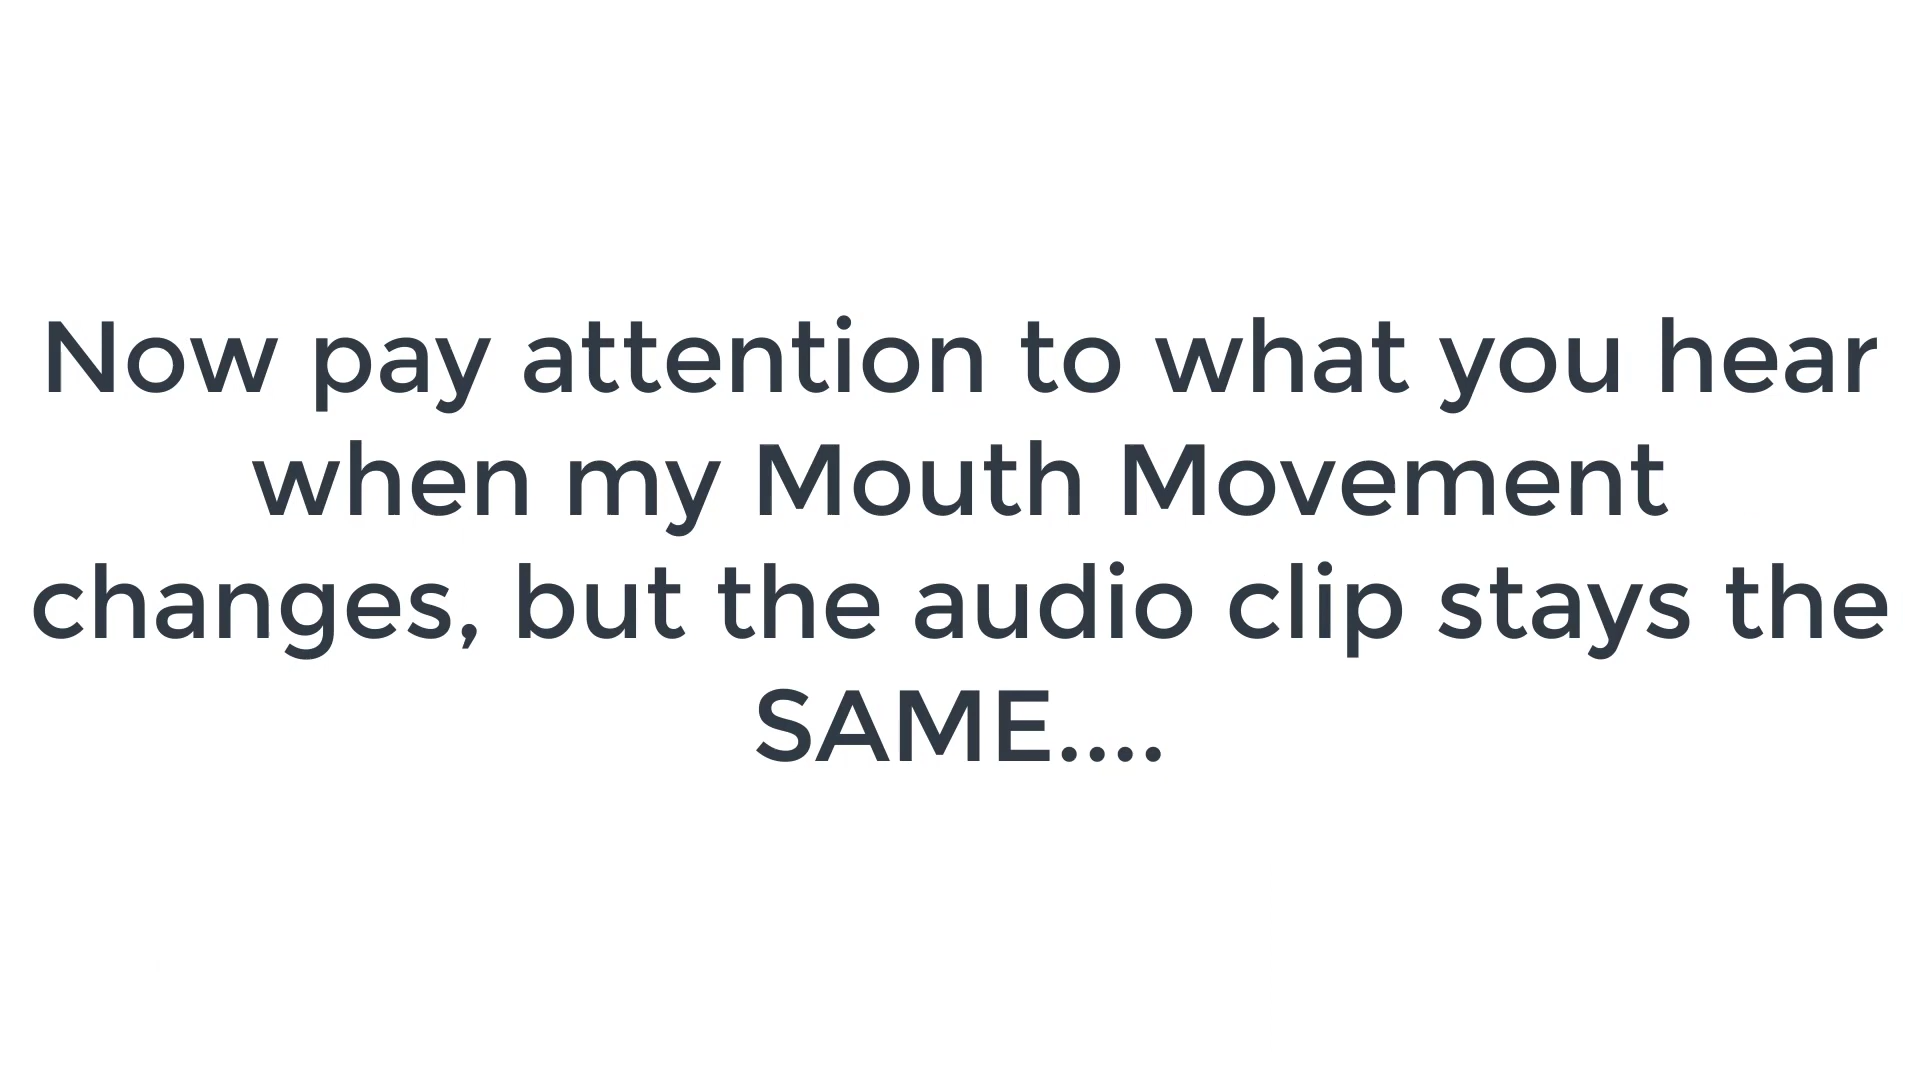 Now pay attention to what you hear
when my Mouth Movement
changes, but the audio clip stays the
SAME....